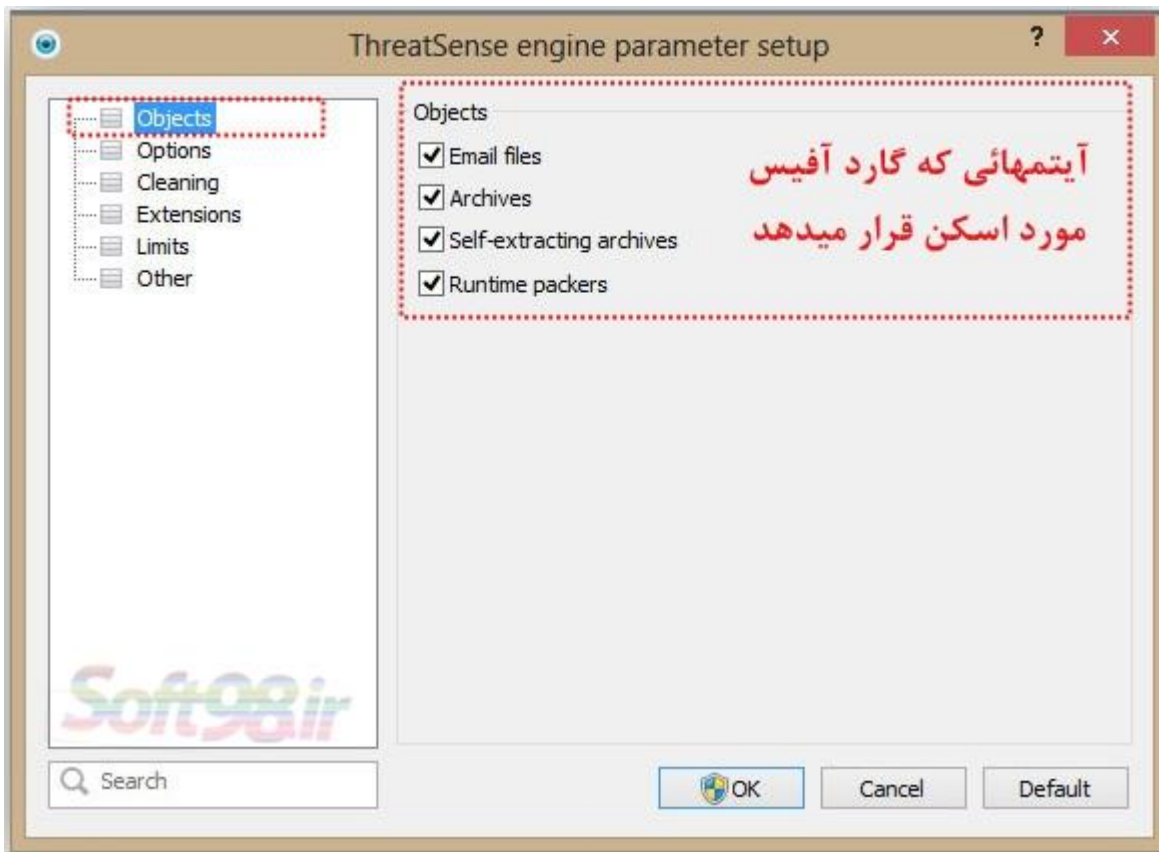 ThreatSense engine parameter setup
?
Objects
Options
Cleaning
Extensions
Limits
Other
Objects
Email files
Archives
Self-extracting archives
Runtime packers
آیتمهائی که گارد آفیس
مورد اسکن قرار میدهد
Soft98.ir
Search
OK
Cancel
Default